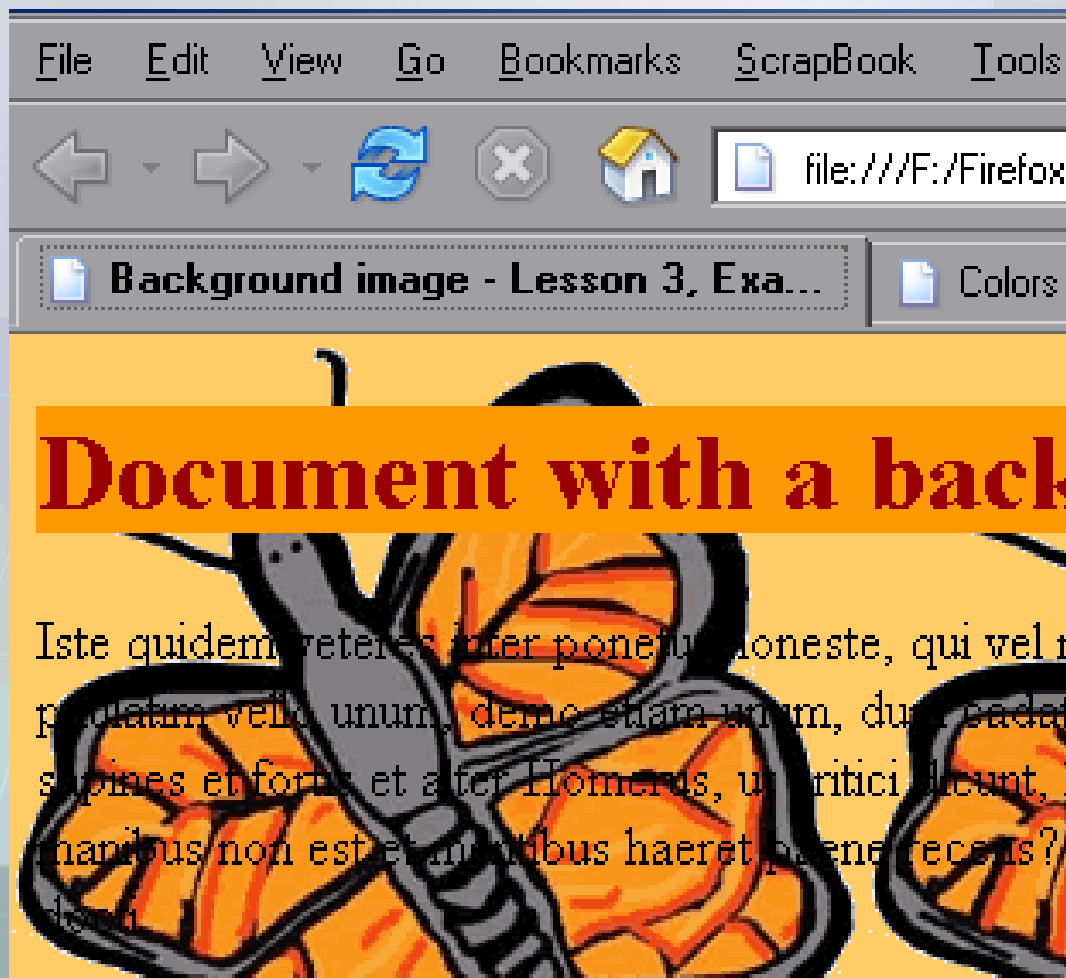 File Edit View Go Bookmarks ScrapBook Tools
file:///F:/Firefox
Background image - Lesson 3, Exa... Colors
Document with a back
Iste quidem veteres inter ponetur honeste, qui vel
paulatim vello unum, demo etiam unum, dum cadat
sapines et fortis et alter Homerus, ut critici dicunt,
manibus non est et mentibus haeret paene recens?